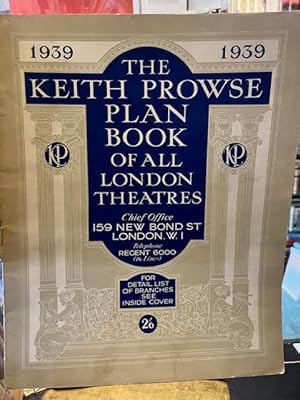 1939 1939
THE
KEITH PROWSE
PLAN
BOOK
OF ALL
LONDON
THEATRES
KP KP
Chief Office
159 NEW BOND ST
LONDON. W. 1
Telephone
REGENT 6000
(16 Lines)
FOR
DETAIL LIST
OF BRANCHES
SEE
INSIDE COVER
2/6